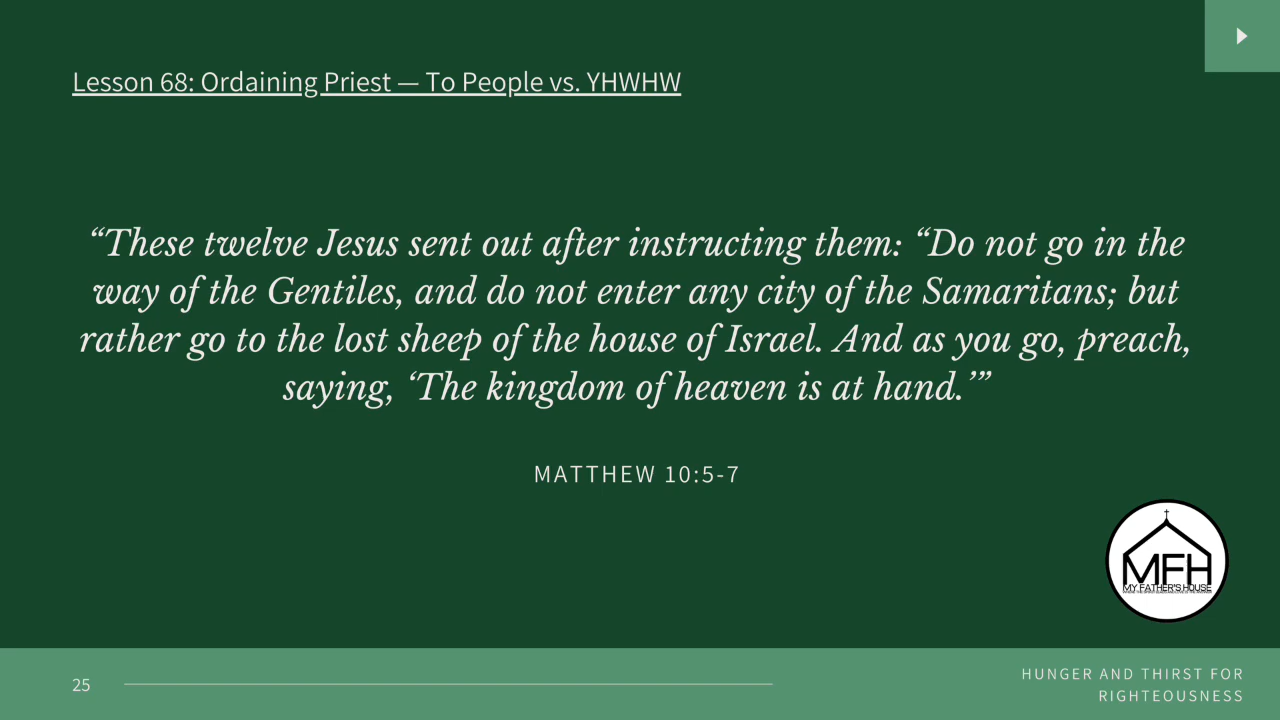 Lesson 68: Ordaining Priest — To People vs. YHWHW
“These twelve Jesus sent out after instructing them: “Do not go in the
way of the Gentiles, and do not enter any city of the Samaritans; but
rather go to the lost sheep of the house of Israel. And as you go, preach,
saying, ‘The kingdom of heaven is at hand.’”
MATTHEW 10:5-7
MFH
MY FATHER'S HOUSE
25
HUNGER AND THIRST FOR
RIGHTEOUSNESS